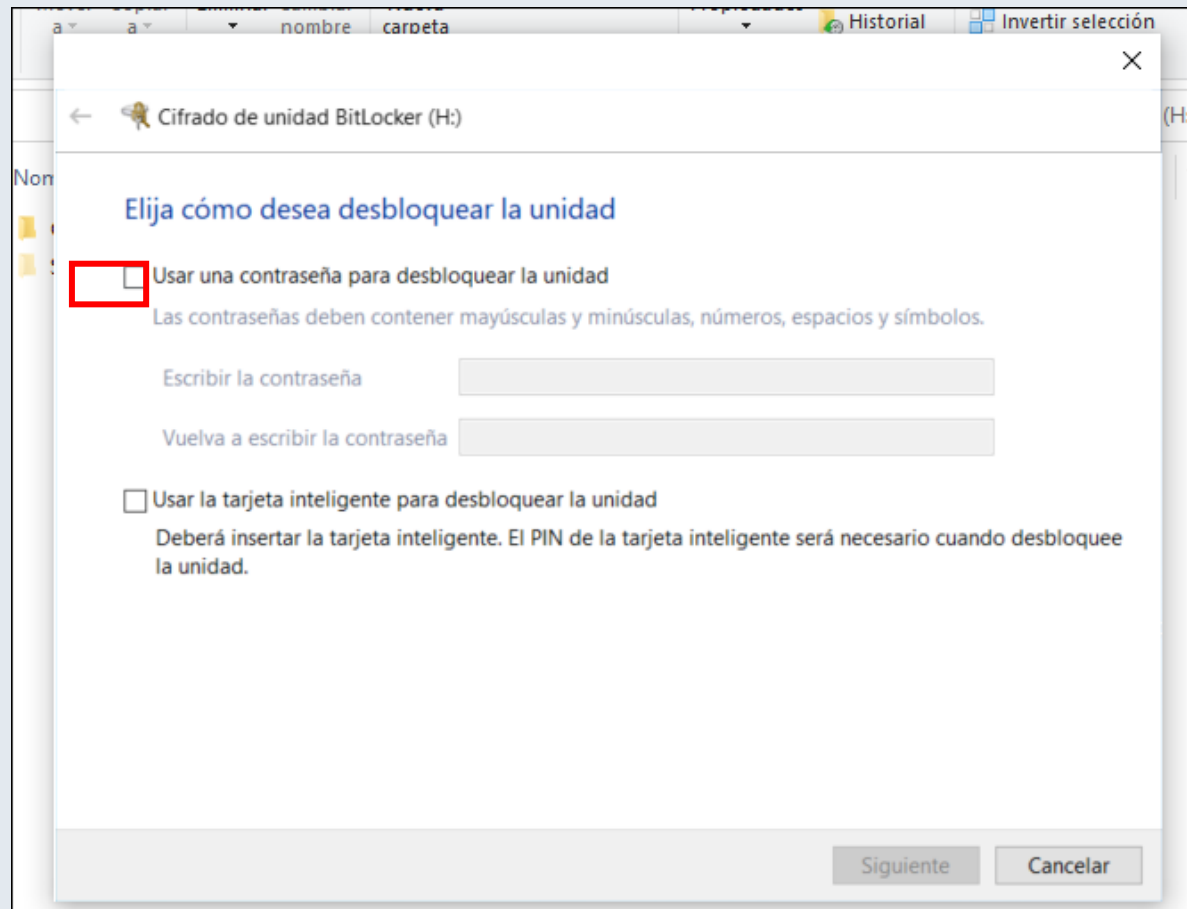 a a nombre carpeta Historial Invertir selección
Cifrado de unidad BitLocker (H:)
(H:
Elija cómo desea desbloquear la unidad
Usar una contraseña para desbloquear la unidad
Las contraseñas deben contener mayúsculas y minúsculas, números, espacios y símbolos.
Escribir la contraseña
Vuelva a escribir la contraseña
Usar la tarjeta inteligente para desbloquear la unidad
Deberá insertar la tarjeta inteligente. El PIN de la tarjeta inteligente será necesario cuando desbloquee
la unidad.
Siguiente Cancelar